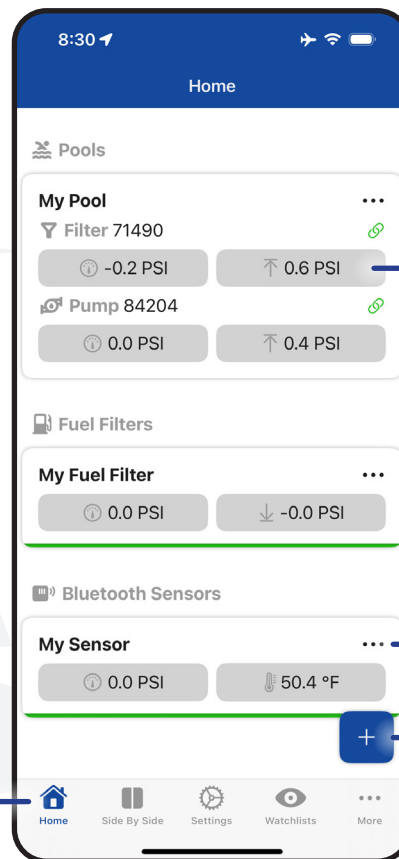 8:30
Home
Pools
My Pool
Filter 71490
-0.2 PSI
0.6 PSI
Pump 84204
0.0 PSI
0.4 PSI
Fuel Filters
My Fuel Filter
0.0 PSI
-0.0 PSI
Bluetooth Sensors
My Sensor
0.0 PSI
50.4 °F
+
Home
Side By Side
Settings
Watchlists
More